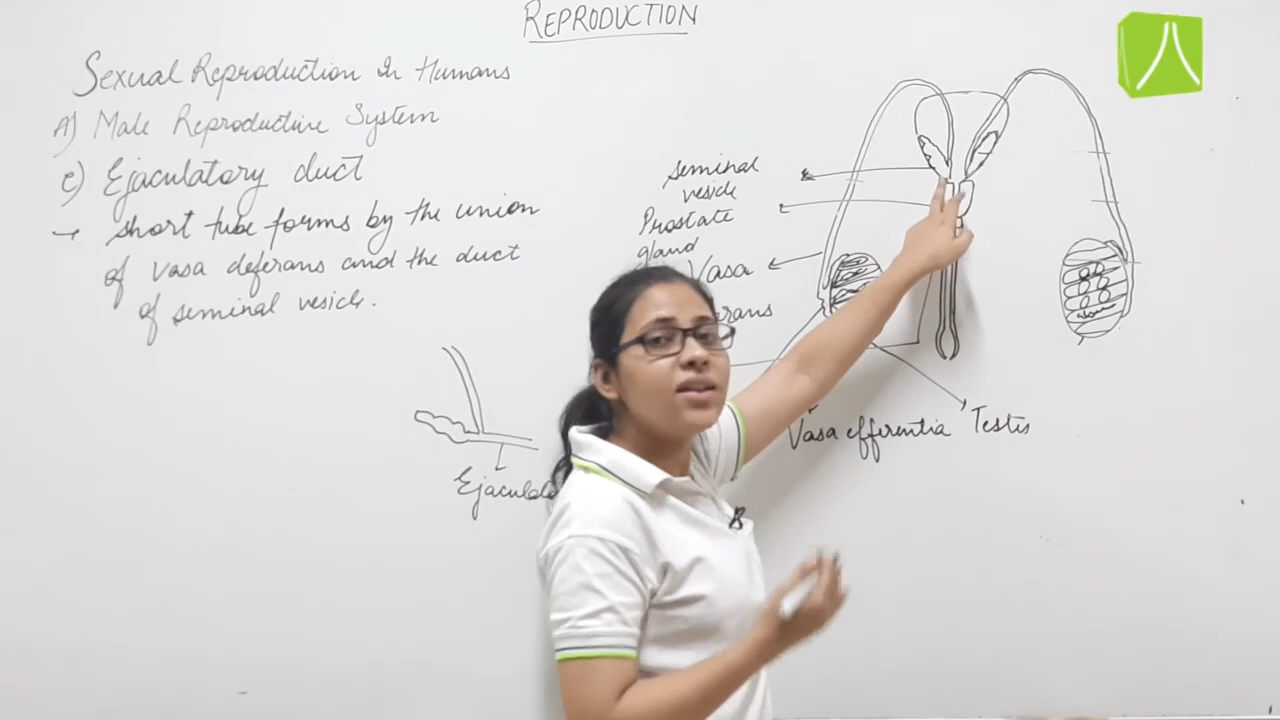 REPRODUCTION
Sexual Reproduction In Humans
A) Male Reproductive System
e) Ejaculatory duct
→ short tube forms by the union
of vasa deferans and the duct
of seminal vesicle.
seminal
vesicle
Prostate
gland
Vasa
Vasa efferentia
Testis